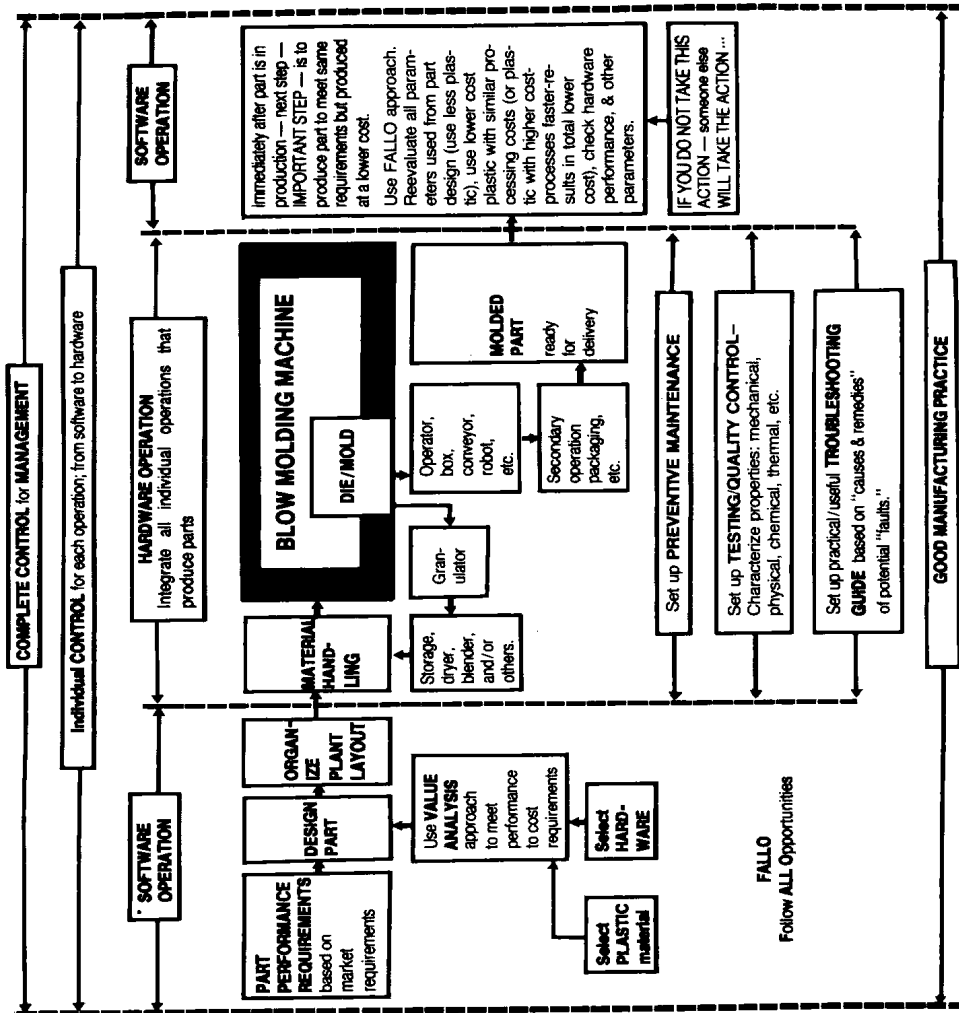 COMPLETE CONTROL for MANAGEMENT
Individual CONTROL for each operation; from software to hardware
SOFTWARE
OPERATION
HARDWARE OPERATION
Integrate all individual operations that
produce parts
SOFTWARE
OPERATION
PART
PERFORMANCE
REQUIREMENTS
based on
market
requirements
DESIGN
PART
ORGAN-
IZE
PLANT
LAYOUT
MATERIAL
HAND-
LING
BLOW MOLDING MACHINE
DIE/MOLD
Use VALUE
ANALYSIS
approach
to meet
performance
to cost
requirements
Select
PLASTIC
material
Select
HARD-
WARE
Storage,
dryer,
blender,
and/or
others.
Gran-
ulator
Operator,
box,
conveyor,
robot,
etc.
Secondary
operation
packaging,
etc.
MOLDED
PART
ready
for
delivery
immediately after part is in
production — next step —
IMPORTANT STEP — is to
produce part to meet same
requirements but produced
at a lower cost.
Use FALLO approach.
Reevaluate all param-
eters used from part
design (use less plas-
tic), use lower cost
plastic with similar pro-
cessing costs (or plas-
tic with higher cost-
processes faster-re-
sults in total lower
cost), check hardware
performance, & other
parameters.
IF YOU DO NOT TAKE THIS
ACTION — someone else
WILL TAKE THE ACTION ...
Set up PREVENTIVE MAINTENANCE
Set up TESTING/QUALITY CONTROL–
Characterize properties: mechanical,
physical, chemical, thermal, etc.
Set up practical/useful TROUBLESHOOTING
GUIDE based on "causes & remedies"
of potential "faults."
FALLO
Follow ALL Opportunities
GOOD MANUFACTURING PRACTICE